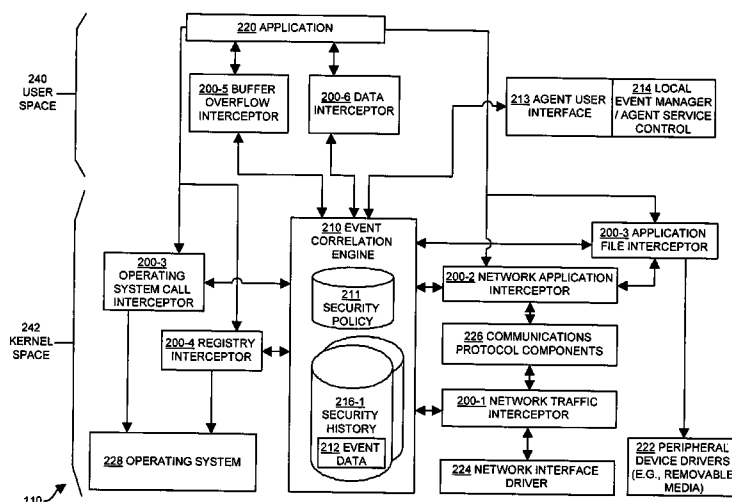 220 APPLICATION
240 USER
SPACE
200-5 BUFFER
OVERFLOW
INTERCEPTOR
200-6 DATA
INTERCEPTOR
213 AGENT USER
INTERFACE
214 LOCAL
EVENT MANAGER
/ AGENT SERVICE
CONTROL
242
KERNEL
SPACE
200-3
OPERATING
SYSTEM CALL
INTERCEPTOR
200-4 REGISTRY
INTERCEPTOR
228 OPERATING SYSTEM
210 EVENT
CORRELATION
ENGINE
211
SECURITY
POLICY
216-1
SECURITY
HISTORY
212 EVENT
DATA
200-3 APPLICATION
FILE INTERCEPTOR
200-2 NETWORK APPLICATION
INTERCEPTOR
226 COMMUNICATIONS
PROTOCOL COMPONENTS
200-1 NETWORK TRAFFIC
INTERCEPTOR
224 NETWORK INTERFACE
DRIVER
222 PERIPHERAL
DEVICE DRIVERS
(E.G., REMOVABLE
MEDIA)
110